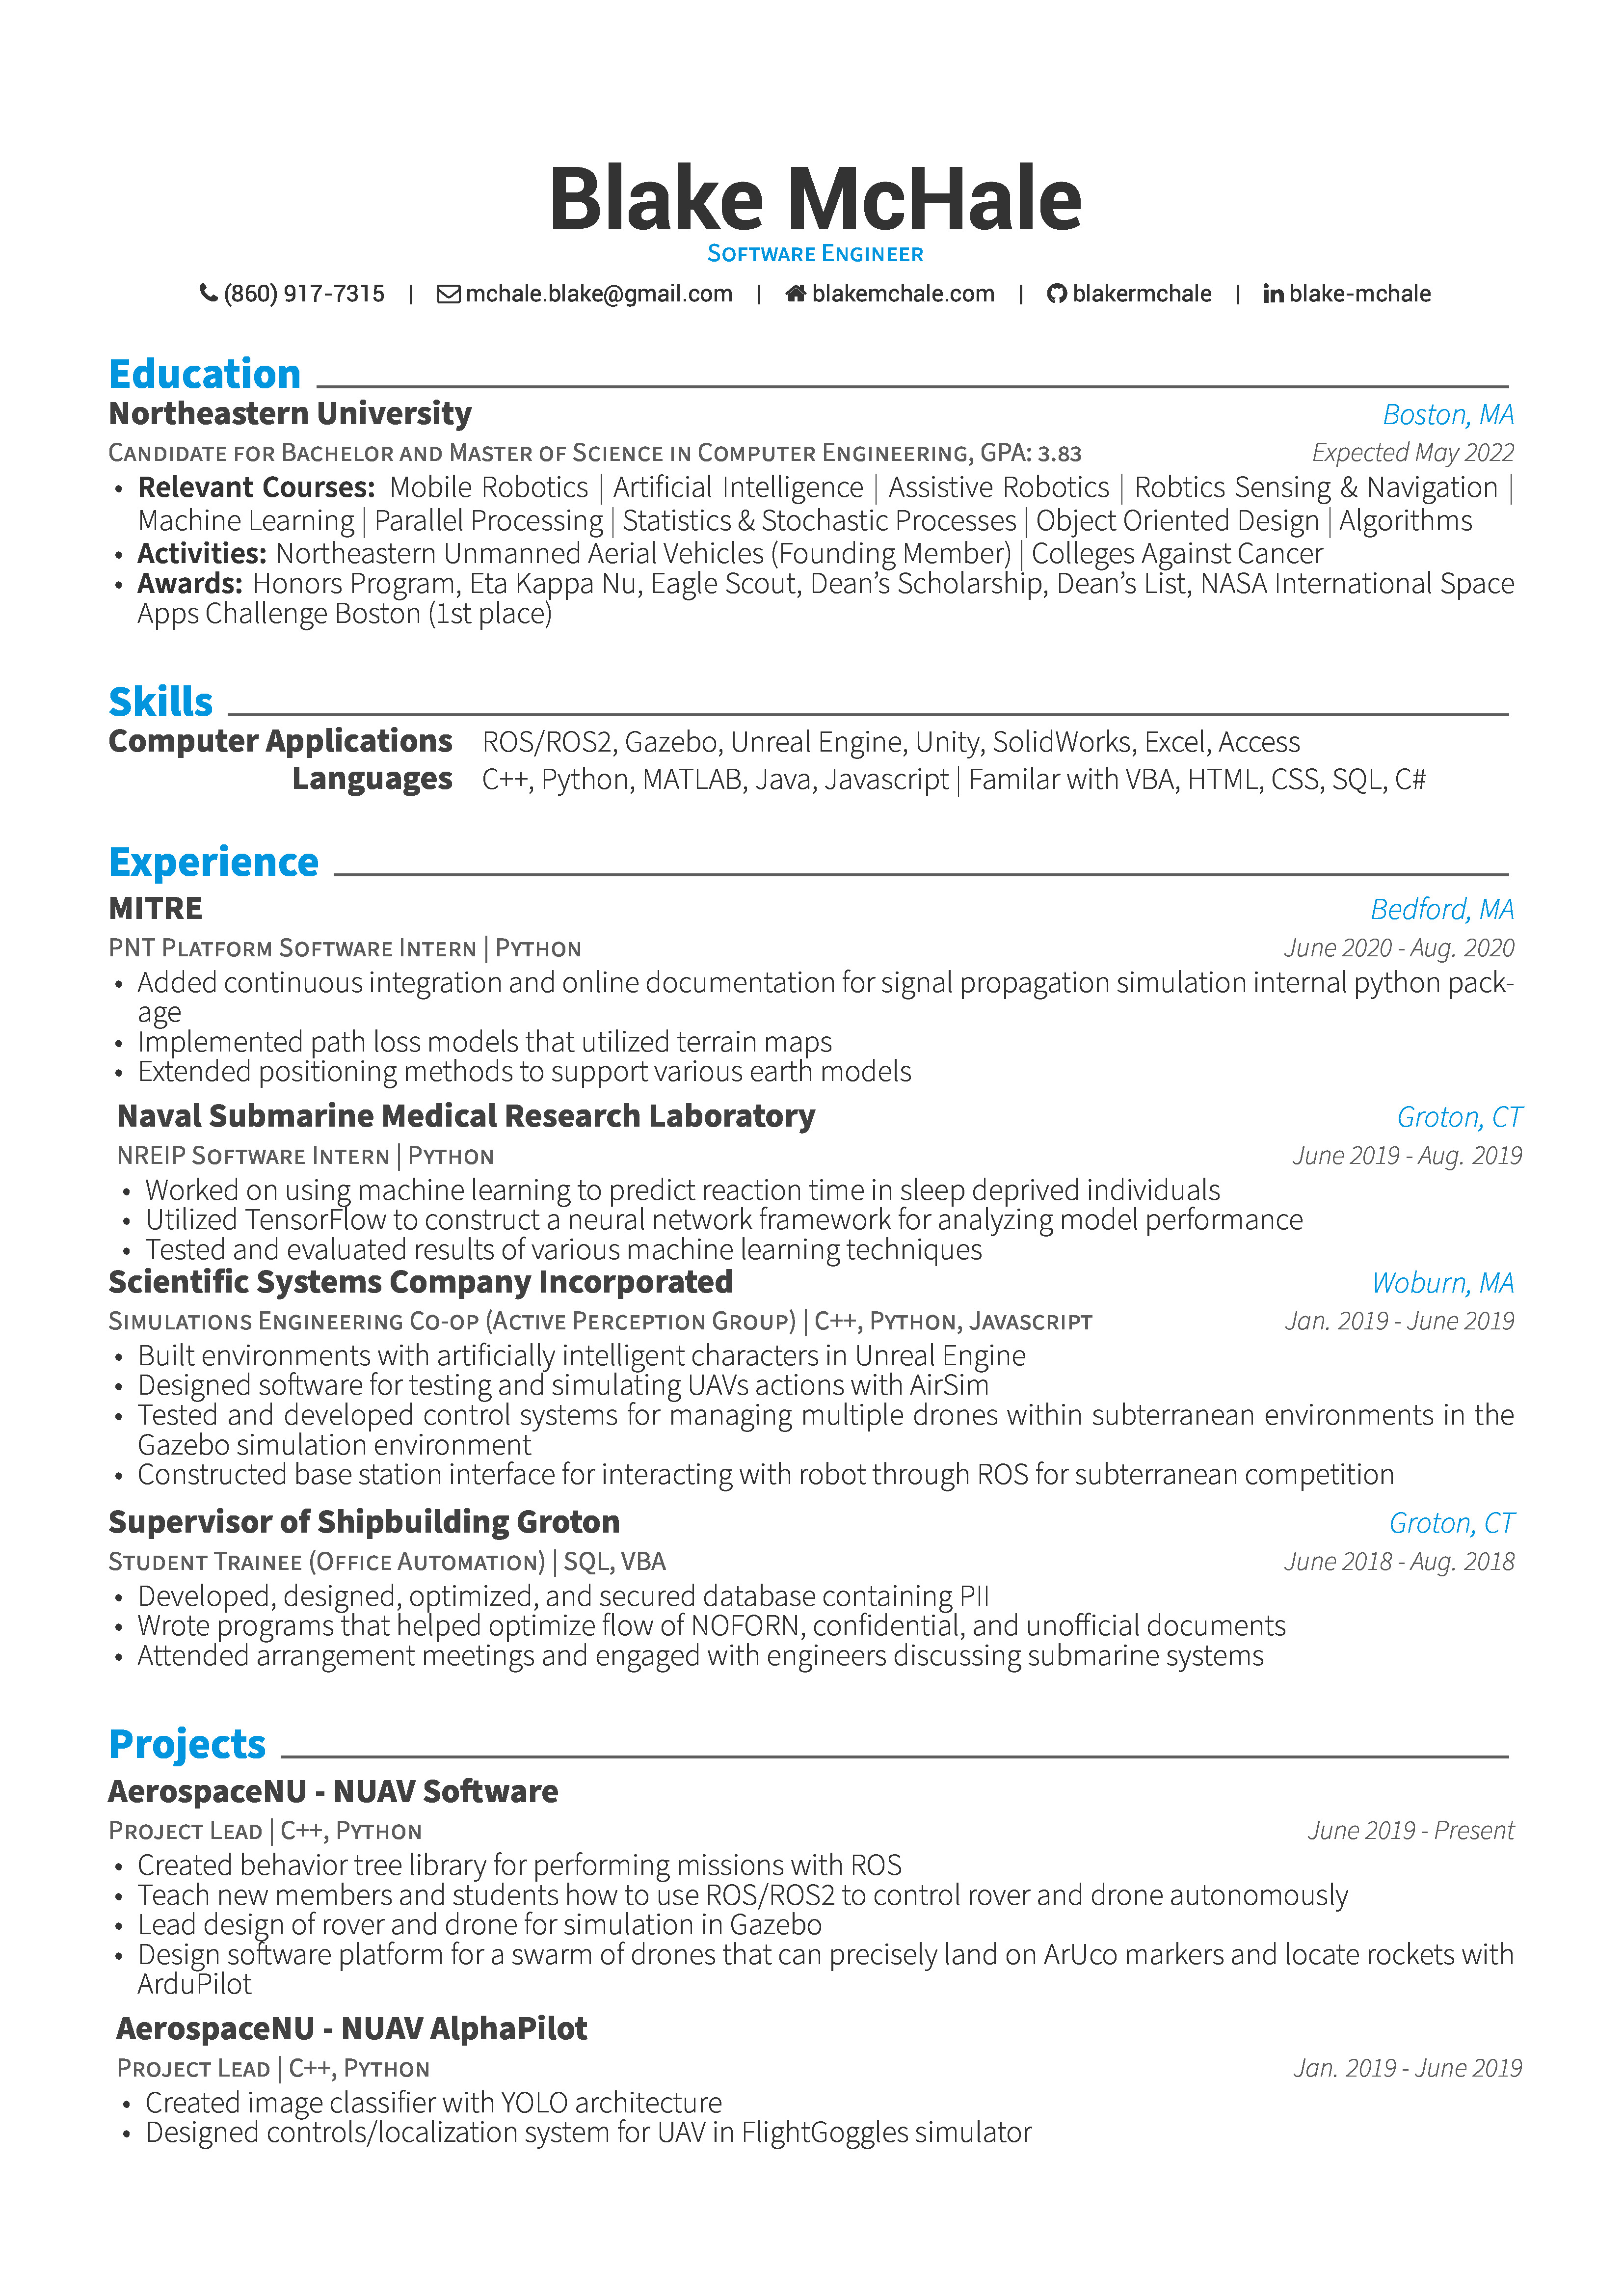 Blake McHale
Software Engineer
(860) 917-7315 | mchale.blake@gmail.com | blakemchale.com | blakermchale | blake-mchale
Education
Northeastern University Boston, MA
Candidate for Bachelor and Master of Science in Computer Engineering, GPA: 3.83 Expected May 2022
• Relevant Courses: Mobile Robotics | Artificial Intelligence | Assistive Robotics | Robtics Sensing & Navigation |
Machine Learning | Parallel Processing | Statistics & Stochastic Processes | Object Oriented Design | Algorithms
• Activities: Northeastern Unmanned Aerial Vehicles (Founding Member) | Colleges Against Cancer
• Awards: Honors Program, Eta Kappa Nu, Eagle Scout, Dean's Scholarship, Dean's List, NASA International Space
Apps Challenge Boston (1st place)
Skills
Computer Applications ROS/ROS2, Gazebo, Unreal Engine, Unity, SolidWorks, Excel, Access
Languages C++, Python, MATLAB, Java, Javascript | Familar with VBA, HTML, CSS, SQL, C#
Experience
MITRE Bedford, MA
PNT Platform Software Intern | Python June 2020 - Aug. 2020
• Added continuous integration and online documentation for signal propagation simulation internal python pack-
age
• Implemented path loss models that utilized terrain maps
• Extended positioning methods to support various earth models
Naval Submarine Medical Research Laboratory Groton, CT
NREIP Software Intern | Python June 2019 - Aug. 2019
• Worked on using machine learning to predict reaction time in sleep deprived individuals
• Utilized TensorFlow to construct a neural network framework for analyzing model performance
• Tested and evaluated results of various machine learning techniques
Scientific Systems Company Incorporated Woburn, MA
Simulations Engineering Co-op (Active Perception Group) | C++, Python, Javascript Jan. 2019 - June 2019
• Built environments with artificially intelligent characters in Unreal Engine
• Designed software for testing and simulating UAVs actions with AirSim
• Tested and developed control systems for managing multiple drones within subterranean environments in the
Gazebo simulation environment
• Constructed base station interface for interacting with robot through ROS for subterranean competition
Supervisor of Shipbuilding Groton Groton, CT
Student Trainee (Office Automation) | SQL, VBA June 2018 - Aug. 2018
• Developed, designed, optimized, and secured database containing PII
• Wrote programs that helped optimize flow of NOFORN, confidential, and unofficial documents
• Attended arrangement meetings and engaged with engineers discussing submarine systems
Projects
AerospaceNU - NUAV Software
Project Lead | C++, Python June 2019 - Present
• Created behavior tree library for performing missions with ROS
• Teach new members and students how to use ROS/ROS2 to control rover and drone autonomously
• Lead design of rover and drone for simulation in Gazebo
• Design software platform for a swarm of drones that can precisely land on ArUco markers and locate rockets with
ArduPilot
AerospaceNU - NUAV AlphaPilot
Project Lead | C++, Python Jan. 2019 - June 2019
• Created image classifier with YOLO architecture
• Designed controls/localization system for UAV in FlightGoggles simulator